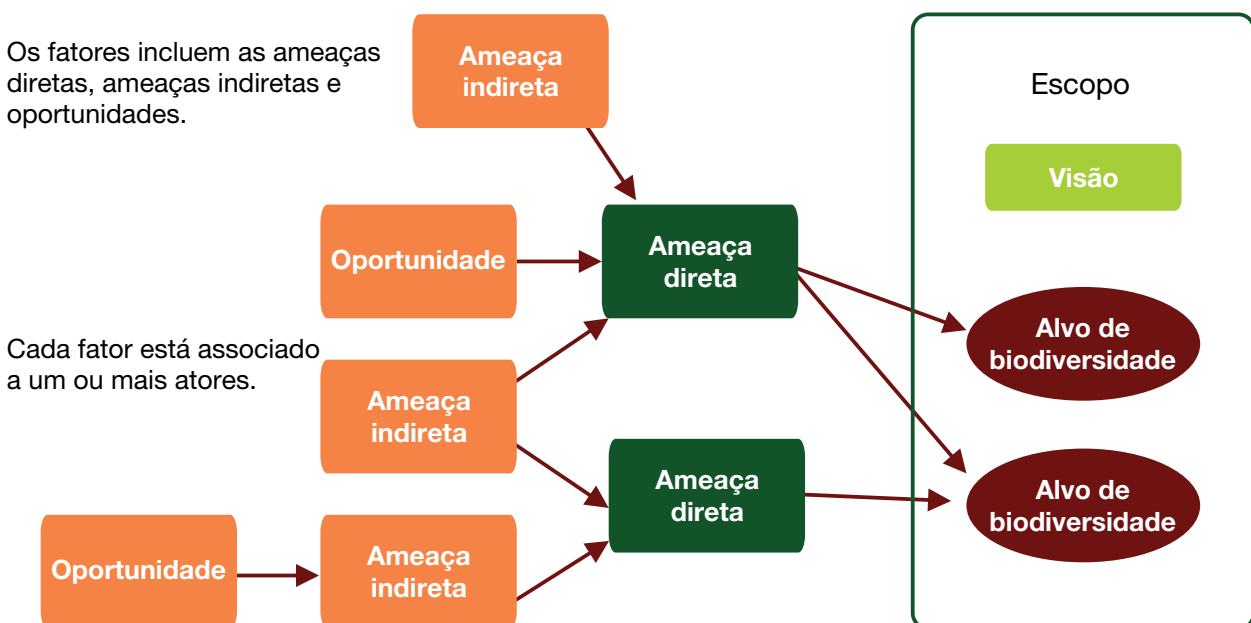 Os fatores incluem as ameaças
diretas, ameaças indiretas e
oportunidades.
Ameaça
indireta
Escopo
Visão
Oportunidade
Ameaça
direta
Alvo de
biodiversidade
Cada fator está associado
a um ou mais atores.
Ameaça
indireta
Ameaça
direta
Alvo de
biodiversidade
Oportunidade
Ameaça
indireta